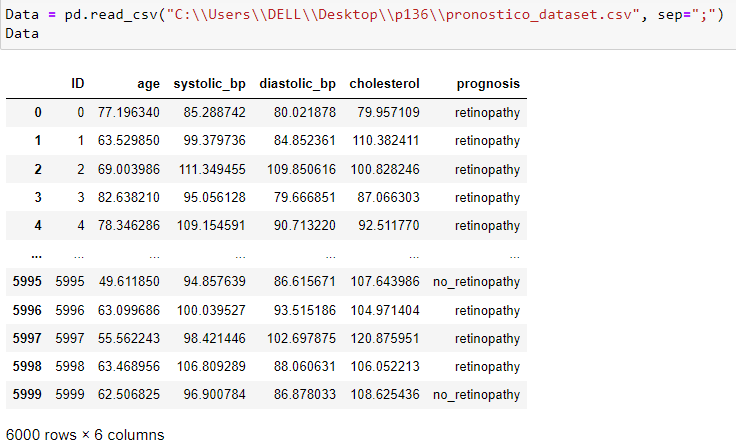 Data = pd.read_csv("C:\\Users\\DELL\\Desktop\\p136\\pronostico_dataset.csv", sep=";")
Data
ID age systolic_bp diastolic_bp cholesterol prognosis
0 0 77.196340 85.288742 80.021878 79.957109 retinopathy
1 1 63.529850 99.379736 84.852361 110.382411 retinopathy
2 2 69.003986 111.349455 109.850616 100.828246 retinopathy
3 3 82.638210 95.056128 79.666851 87.066303 retinopathy
4 4 78.346286 109.154591 90.713220 92.511770 retinopathy
... ... ... ... ... ... ...
5995 5995 49.611850 94.857639 86.615671 107.643986 no_retinopathy
5996 5996 63.099686 100.039527 93.515186 104.971404 retinopathy
5997 5997 55.562243 98.421446 102.697875 120.875951 retinopathy
5998 5998 63.468956 106.809289 88.060631 106.052213 retinopathy
5999 5999 62.506825 96.900784 86.878033 108.625436 no_retinopathy
6000 rows × 6 columns